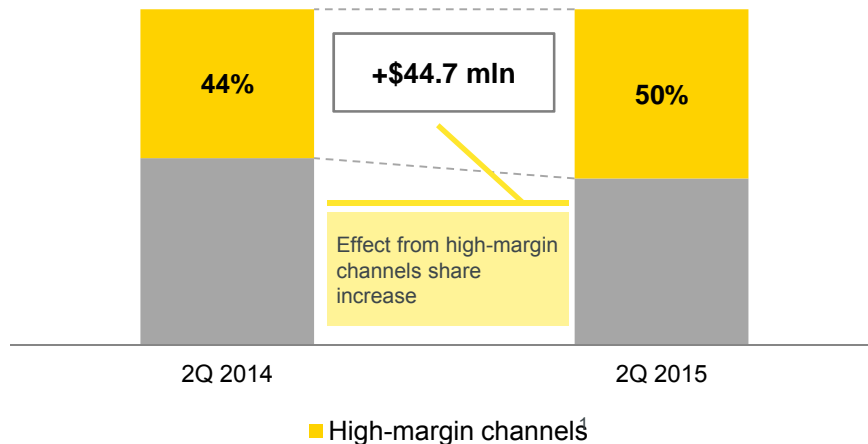 44%
+$44.7 mln
50%
Effect from high-margin
channels share
increase
2Q 2014
2Q 2015
High-margin channels¹